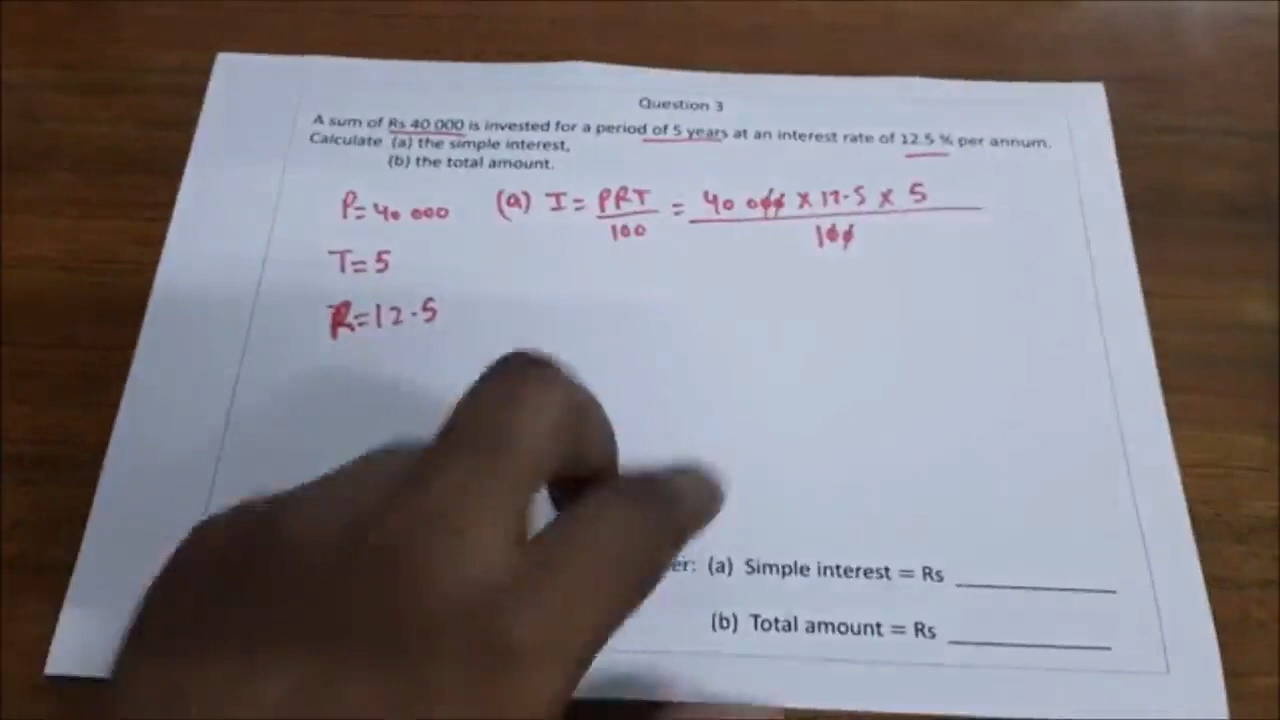 Question 3
A sum of Rs 40 000 is invested for a period of 5 years at an interest rate of 12.5 % per annum.
Calculate (a) the simple interest,
(b) the total amount.
P=40 000 (a) I = PRT/100 = 40 000 x 12.5 x 5/100
T=5
R=12.5
er: (a) Simple interest = Rs
(b) Total amount = Rs